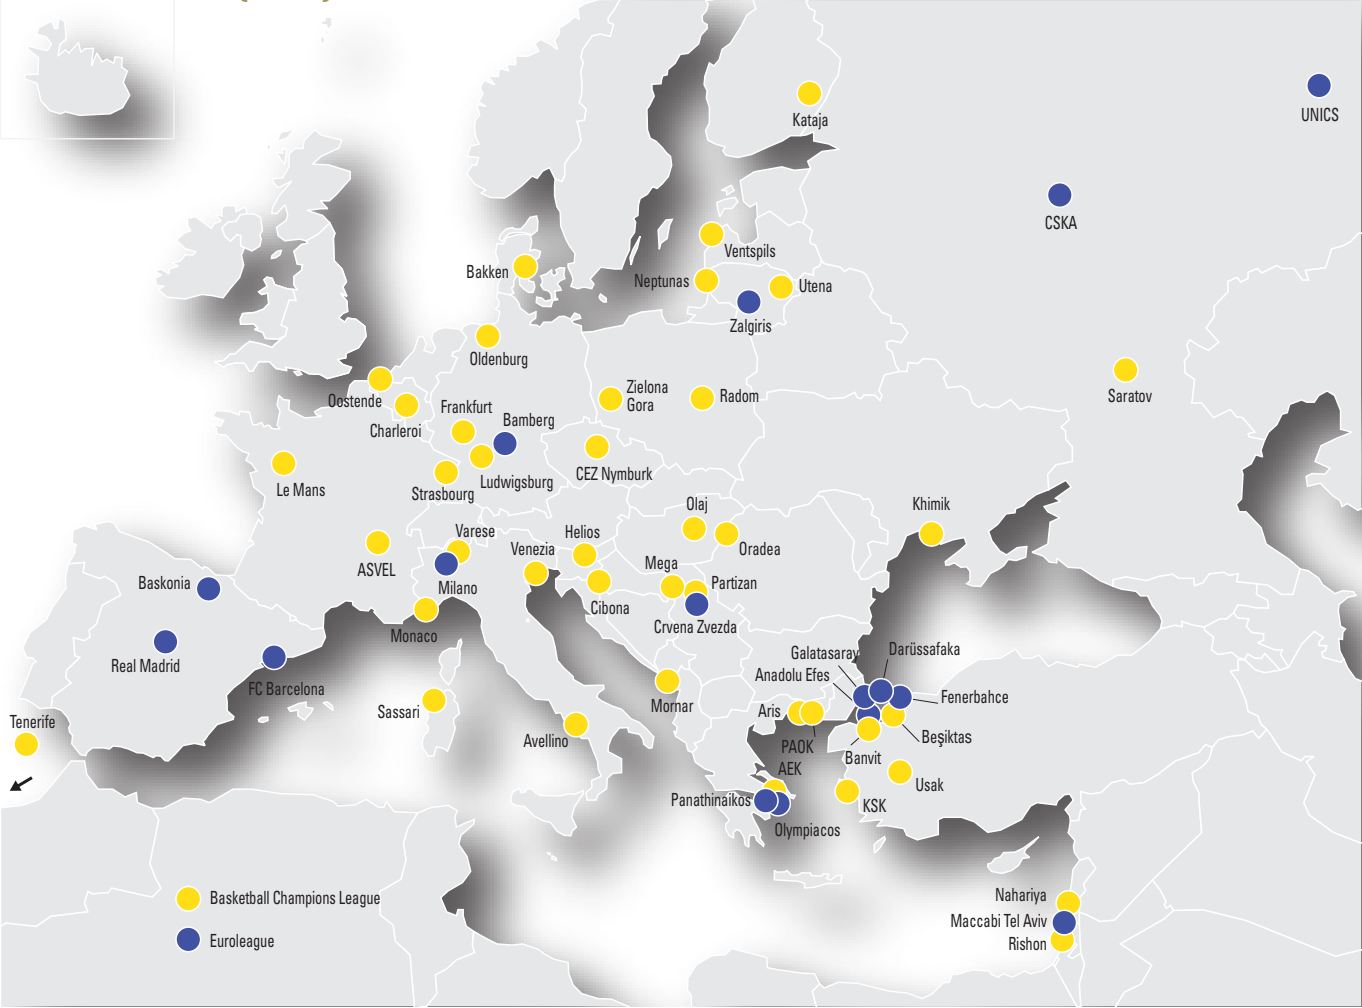 Kataja
UNICS
CSKA
Ventspils
Bakken
Neptunas
Utena
Zalgiris
Oldenburg
Saratov
Oostende
Charleroi
Frankfurt
Bamberg
Zielona
Gora
Radom
Le Mans
Strasbourg
Ludwigsburg
CEZ Nymburk
Olaj
Khimik
Oradea
ASVEL
Varese
Milano
Venezia
Helios
Cibona
Mega
Partizan
Crvena Zvezda
Baskonia
Real Madrid
FC Barcelona
Monaco
Sassari
Avellino
Mornar
Galatasaray
Darüssafaka
Anadolu Efes
Fenerbahce
Aris
PAOK
AEK
Beşiktas
Banvit
Usak
KSK
Tenerife
Panathinaikos
Olympiacos
Nahariya
Maccabi Tel Aviv
Rishon
Basketball Champions League
Euroleague